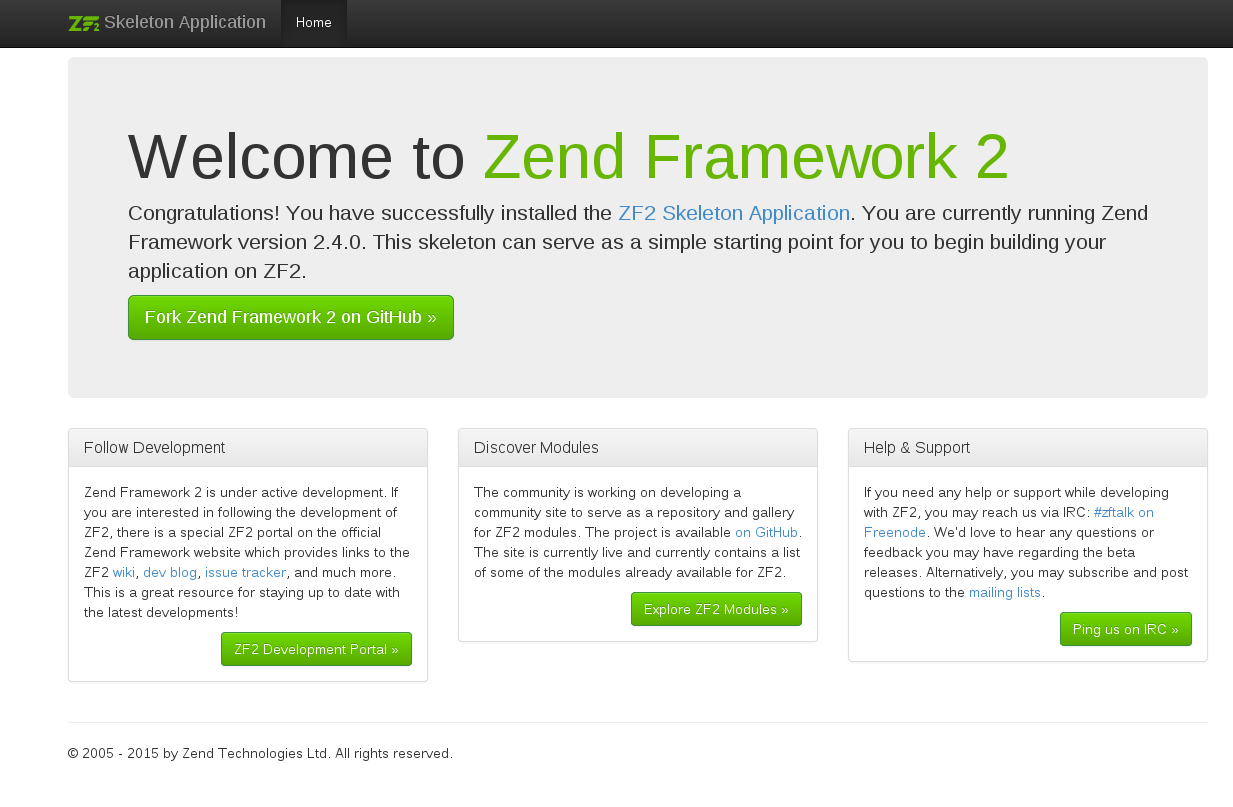 ZF2 Skeleton Application Home
Welcome to Zend Framework 2
Congratulations! You have successfully installed the ZF2 Skeleton Application. You are currently running Zend
Framework version 2.4.0. This skeleton can serve as a simple starting point for you to begin building your
application on ZF2.
Fork Zend Framework 2 on GitHub »
Follow Development
Zend Framework 2 is under active development. If
you are interested in following the development of
ZF2, there is a special ZF2 portal on the official
Zend Framework website which provides links to the
ZF2 wiki, dev blog, issue tracker, and much more.
This is a great resource for staying up to date with
the latest developments!
ZF2 Development Portal »
Discover Modules
The community is working on developing a
community site to serve as a repository and gallery
for ZF2 modules. The project is available on GitHub.
The site is currently live and currently contains a list
of some of the modules already available for ZF2.
Explore ZF2 Modules »
Help & Support
If you need any help or support while developing
with ZF2, you may reach us via IRC: #zftalk on
Freenode. We'd love to hear any questions or
feedback you may have regarding the beta
releases. Alternatively, you may subscribe and post
questions to the mailing lists.
Ping us on IRC »
© 2005 - 2015 by Zend Technologies Ltd. All rights reserved.